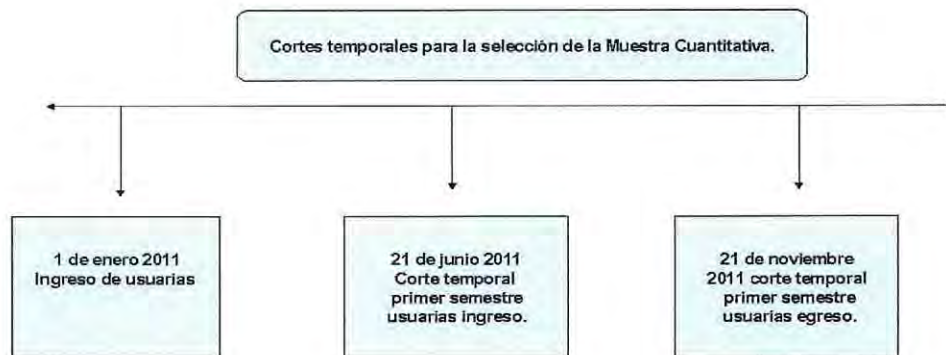 Cortes temporales para la selección de la Muestra Cuantitativa.
1 de enero 2011
Ingreso de usuarias
21 de junio 2011
Corte temporal
primer semestre
usuarias ingreso.
21 de noviembre
2011 corte temporal
primer semestre
usuarias egreso.